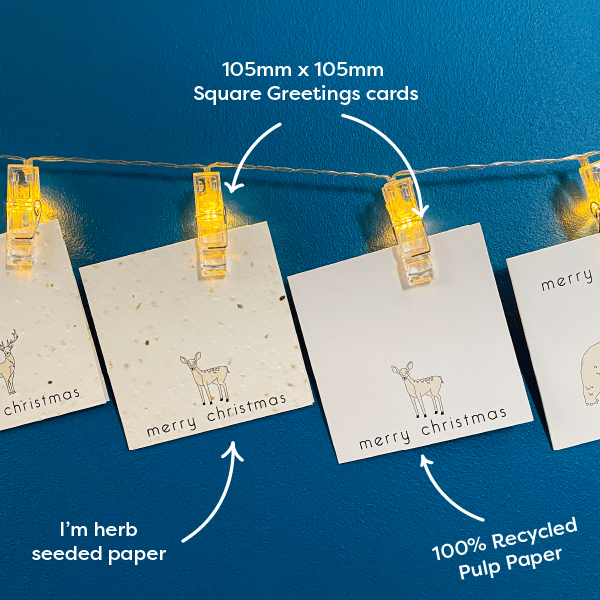 105mm x 105mm
Square Greetings cards
merry
christmas
merry christmas
merry christmas
I'm herb
seeded paper
100% Recycled
Pulp Paper